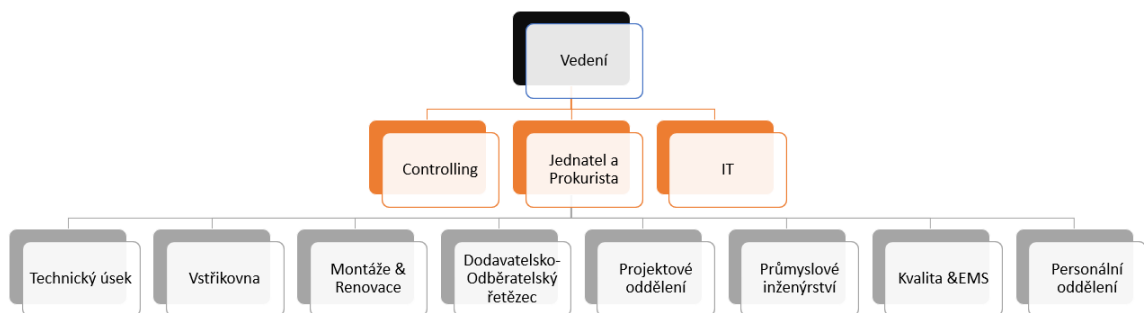 Vedení
Controlling
Jednatel a
Prokurista
IT
Technický úsek
Vstřikovna
Montáže &
Renovace
Dodavatelsko-
Odběratelský
řetězec
Projektové
oddělení
Průmyslové
inženýrství
Kvalita &EMS
Personální
oddělení